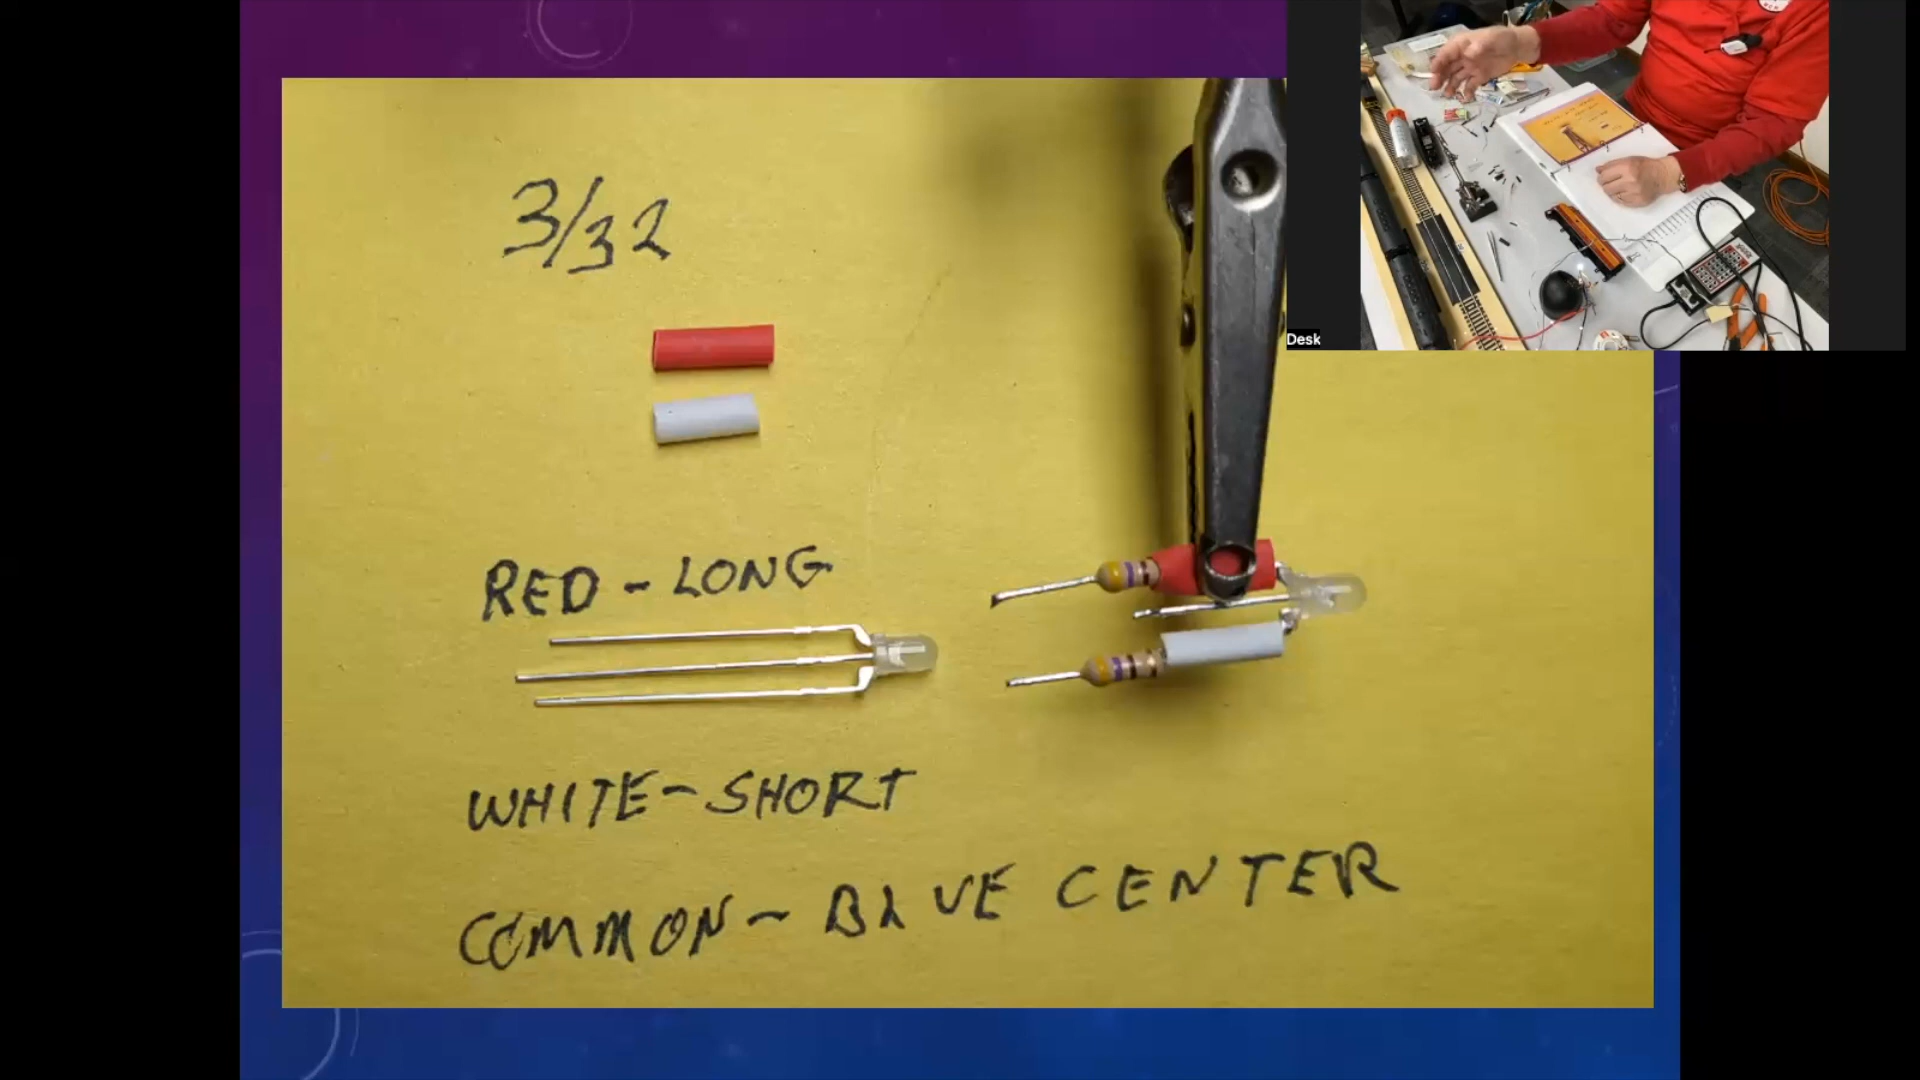 3/32
Desk
RED - LONG
WHITE - SHORT
COMMON - BLUE CENTER